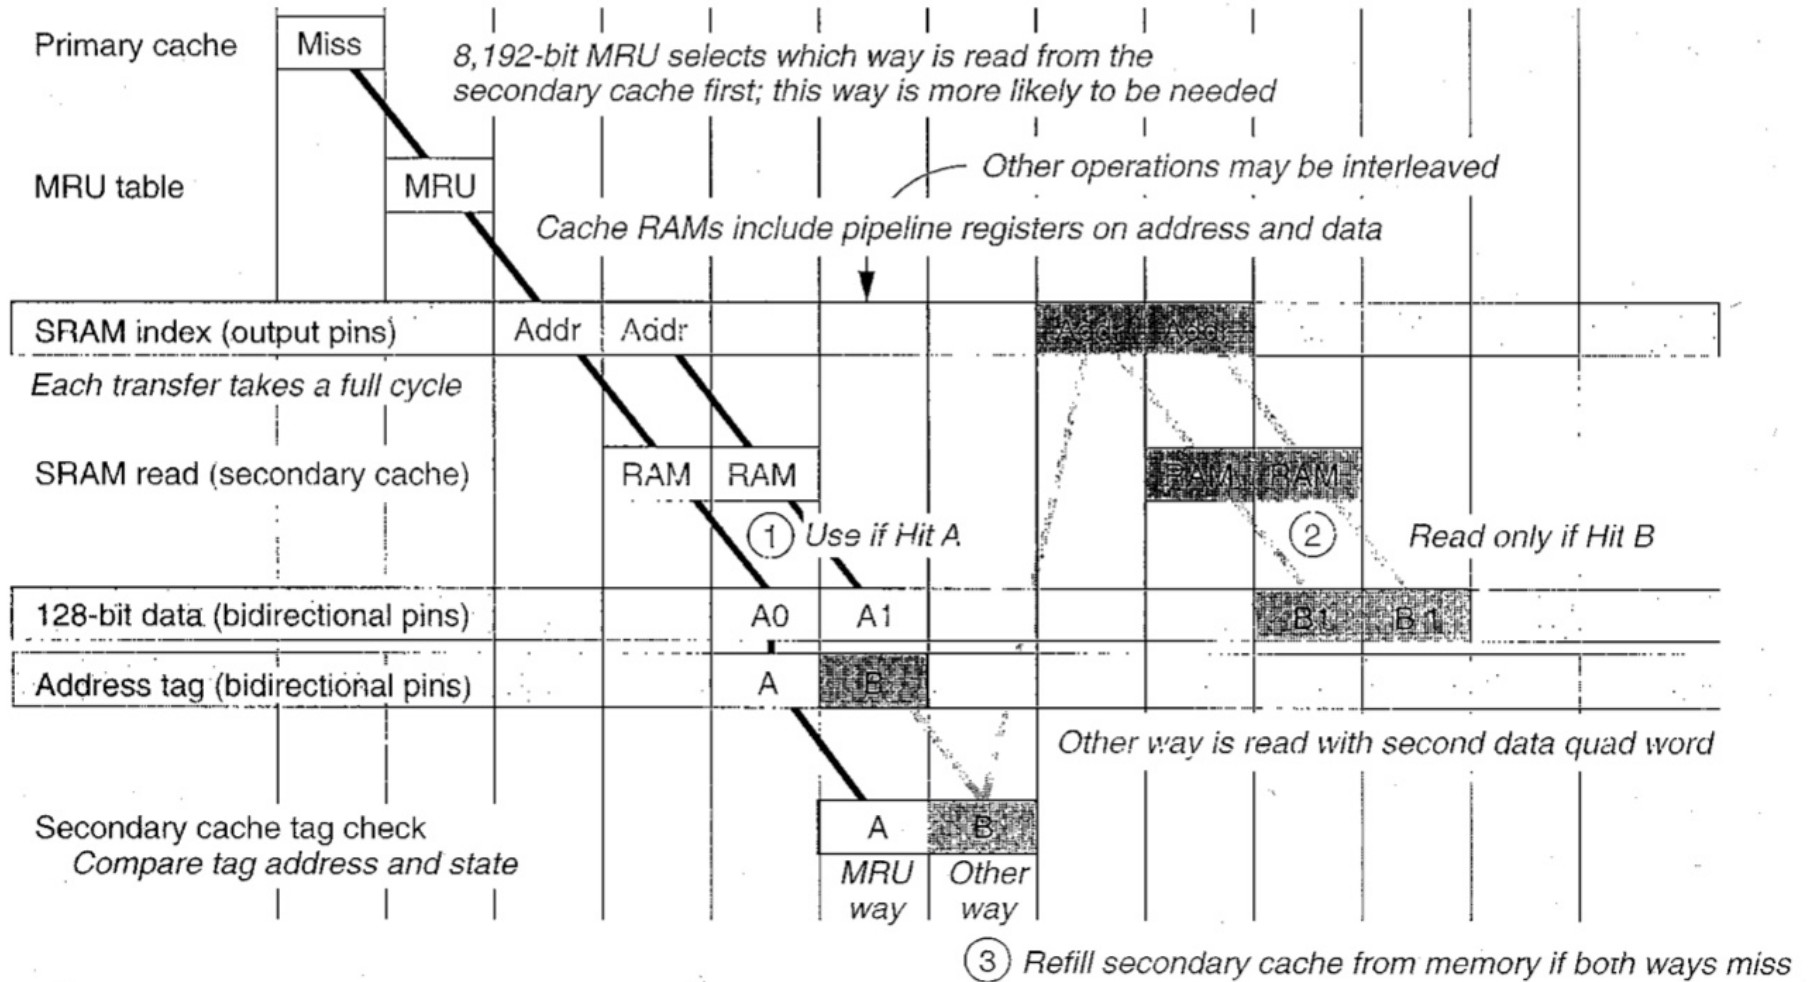 Primary cache
Miss
8,192-bit MRU selects which way is read from the
secondary cache first; this way is more likely to be needed
MRU table
MRU
Other operations may be interleaved
Cache RAMs include pipeline registers on address and data
SRAM index (output pins)
Addr
Addr
Addr
Addr
Each transfer takes a full cycle
SRAM read (secondary cache)
RAM
RAM
RAM
RAM
1
Use if Hit A
2
Read only if Hit B
128-bit data (bidirectional pins)
A0
A1
B1
B1
Address tag (bidirectional pins)
A
B
Other way is read with second data quad word
Secondary cache tag check
Compare tag address and state
A
B
MRU
way
Other
way
3 Refill secondary cache from memory if both ways miss